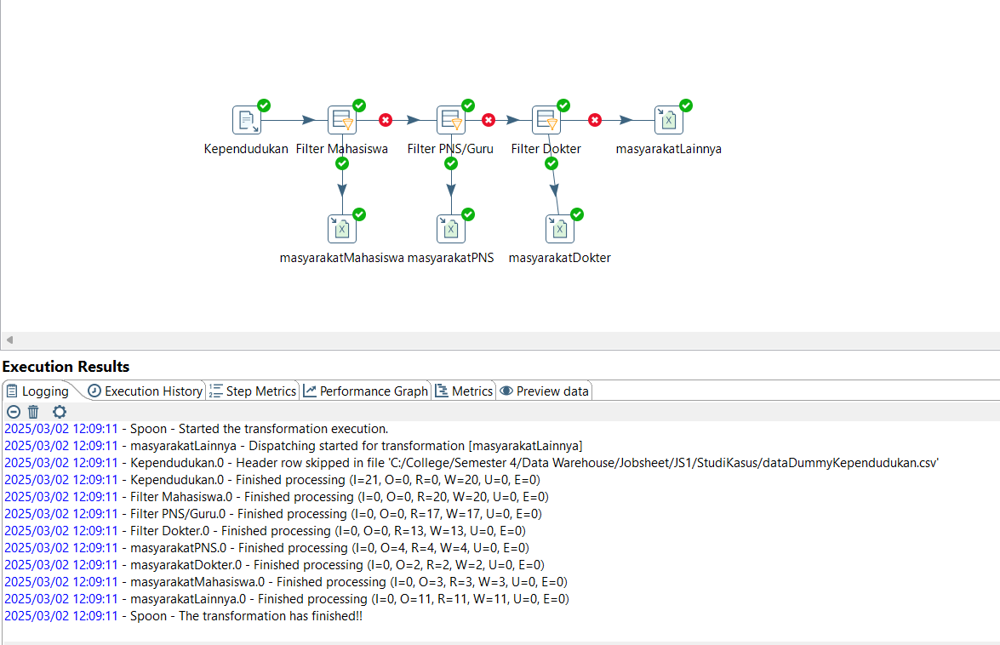 Kependudukan Filter Mahasiswa Filter PNS/Guru Filter Dokter masyarakatLainnya
masyarakatMahasiswa masyarakatPNS masyarakatDokter
Execution Results
Logging Execution History Step Metrics Performance Graph Metrics Preview data
2025/03/02 12:09:11 - Spoon - Started the transformation execution.
2025/03/02 12:09:11 - masyarakatLainnya - Dispatching started for transformation [masyarakatLainnya]
2025/03/02 12:09:11 - Kependudukan.0 - Header row skipped in file 'C:/College/Semester 4/Data Warehouse/Jobsheet/JS1/StudiKasus/dataDummyKependudukan.csv'
2025/03/02 12:09:11 - Kependudukan.0 - Finished processing (I=21, O=0, R=0, W=20, U=0, E=0)
2025/03/02 12:09:11 - Filter Mahasiswa.0 - Finished processing (I=0, O=0, R=20, W=20, U=0, E=0)
2025/03/02 12:09:11 - Filter PNS/Guru.0 - Finished processing (I=0, O=0, R=17, W=17, U=0, E=0)
2025/03/02 12:09:11 - Filter Dokter.0 - Finished processing (I=0, O=0, R=13, W=13, U=0, E=0)
2025/03/02 12:09:11 - masyarakatPNS.0 - Finished processing (I=0, O=4, R=4, W=4, U=0, E=0)
2025/03/02 12:09:11 - masyarakatDokter.0 - Finished processing (I=0, O=2, R=2, W=2, U=0, E=0)
2025/03/02 12:09:11 - masyarakatMahasiswa.0 - Finished processing (I=0, O=3, R=3, W=3, U=0, E=0)
2025/03/02 12:09:11 - masyarakatLainnya.0 - Finished processing (I=0, O=11, R=11, W=11, U=0, E=0)
2025/03/02 12:09:11 - Spoon - The transformation has finished!!